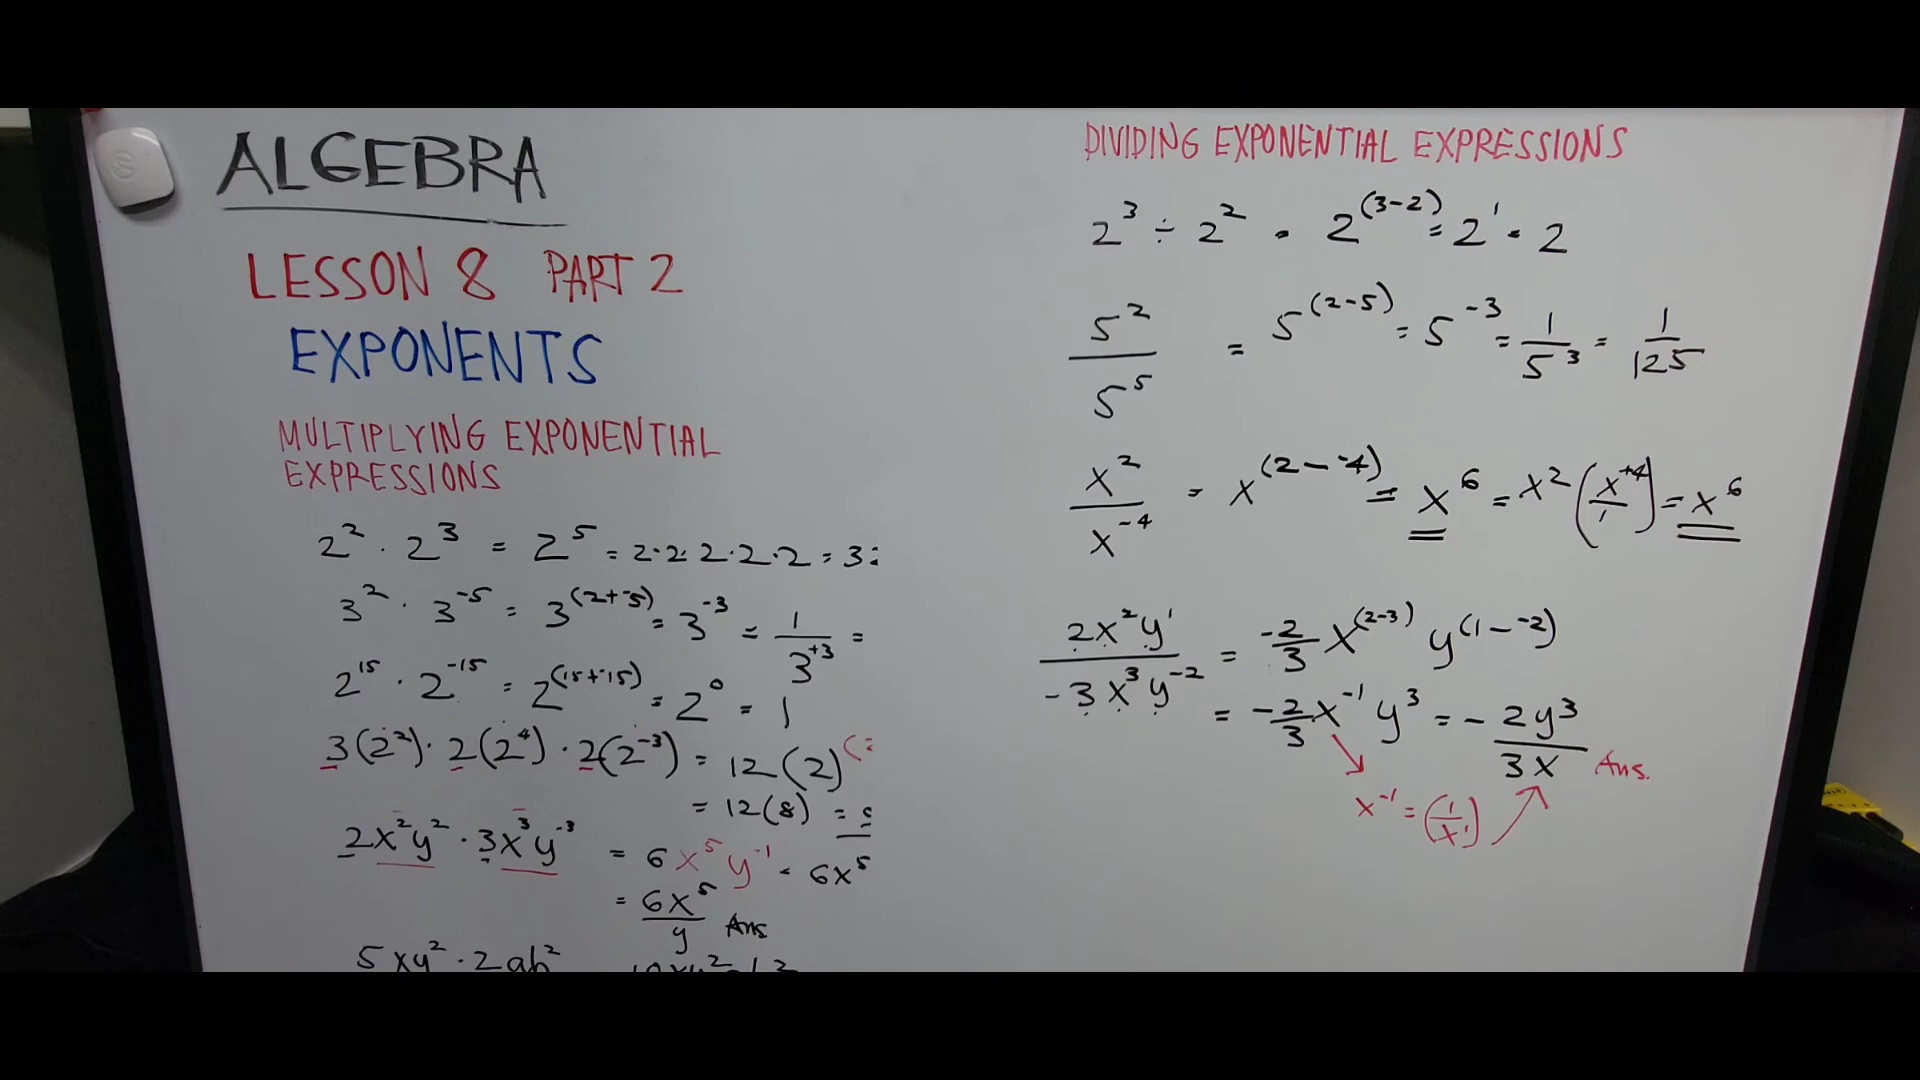 ALGEBRA
LESSON 8 PART 2
EXPONENTS
MULTIPLYING EXPONENTIAL
EXPRESSIONS
2² · 2³ = 2⁵ = 2·2·2·2·2 = 3
3² · 3⁻⁵ = 3⁽²⁺⁻⁵⁾ = 3⁻³ = 1/3⁺³ =
2¹⁵ · 2⁻¹⁵ = 2⁽¹⁵⁺⁻¹⁵⁾ = 2⁰ = 1
3(2²) · 2(2⁴) · 2(2⁻³) = 12(2)⁽
= 12(8) =
2x²y² · 3x³y⁻³ = 6x⁵y⁻¹ = 6x⁵
= 6x⁵/y Ans
5xy² · 2ab²
DIVIDING EXPONENTIAL EXPRESSIONS
2³ ÷ 2² = 2⁽³⁻²⁾ = 2¹ = 2
5²/5⁵ = 5⁽²⁻⁵⁾ = 5⁻³ = 1/5³ = 1/125
x²/x⁻⁴ = x⁽²⁻⁻⁴⁾ = x⁶ = x²(x⁺⁴/1) = x⁶
2x²y¹/-3x³y⁻² = -2/3 x⁽²⁻³⁾ y⁽¹⁻⁻²⁾
= -2/3 x⁻¹ y³ = - 2y³/3x Ans.
x⁻¹ = (1/x¹)